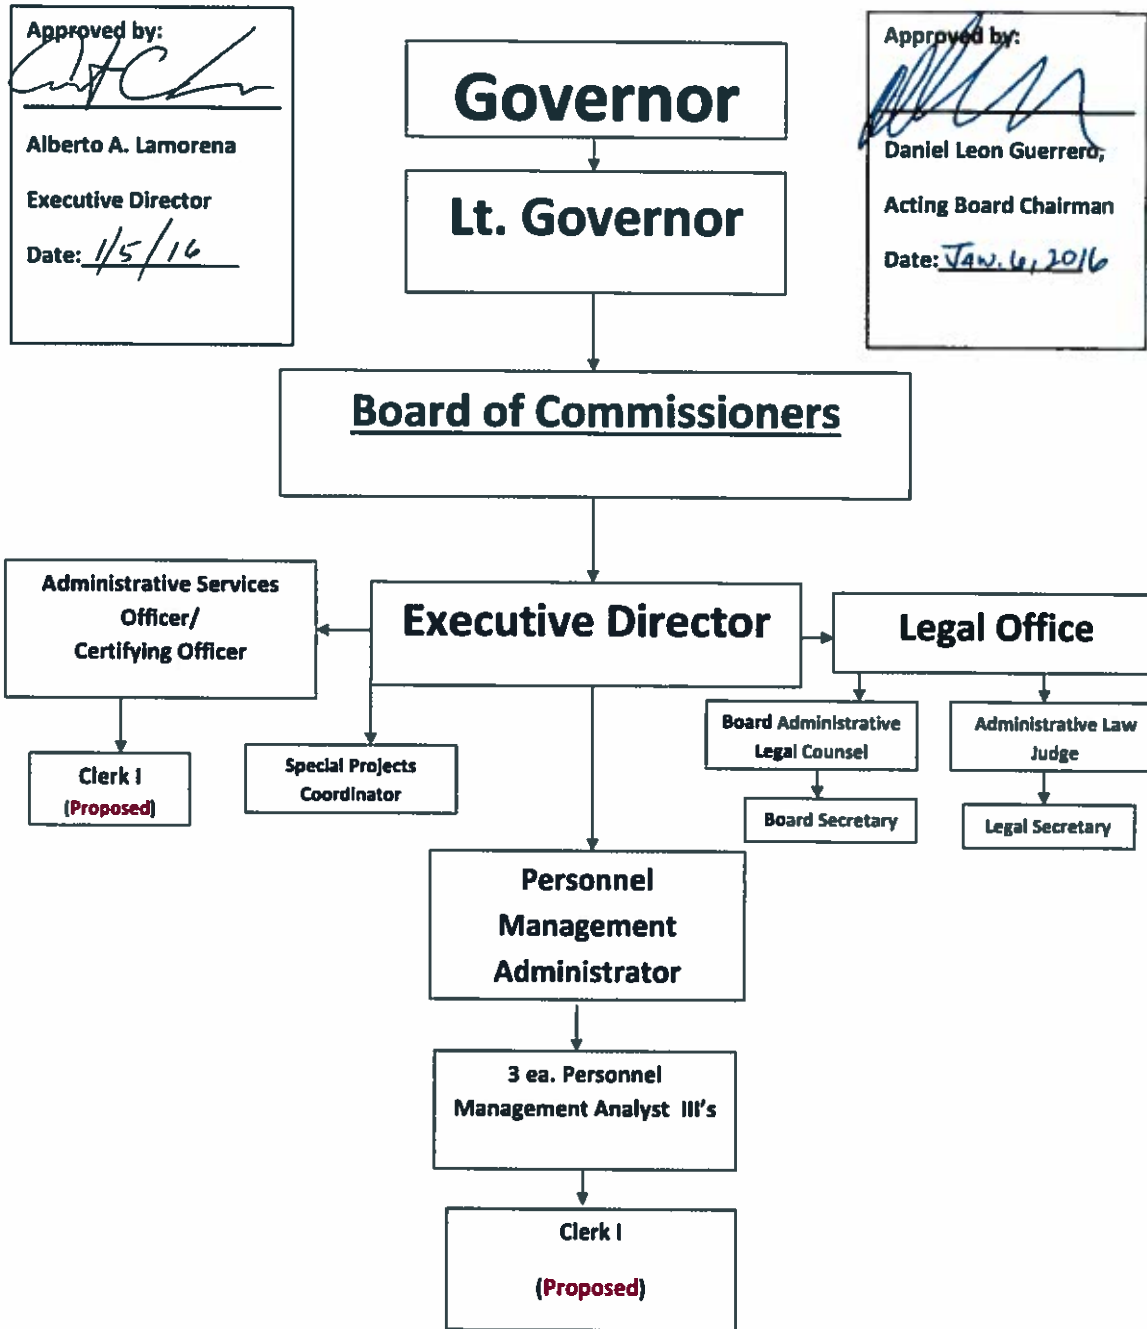 Approved by:
Alberto A. Lamorena
Executive Director
Date: 1/5/16
Governor
Lt. Governor
Approved by:
Daniel Leon Guerrero,
Acting Board Chairman
Date: Jan. 6, 2016
Board of Commissioners
Administrative Services
Officer/
Certifying Officer
Executive Director
Legal Office
Clerk I
(Proposed)
Special Projects
Coordinator
Board Administrative
Legal Counsel
Administrative Law
Judge
Board Secretary
Legal Secretary
Personnel
Management
Administrator
3 ea. Personnel
Management Analyst III's
Clerk I
(Proposed)